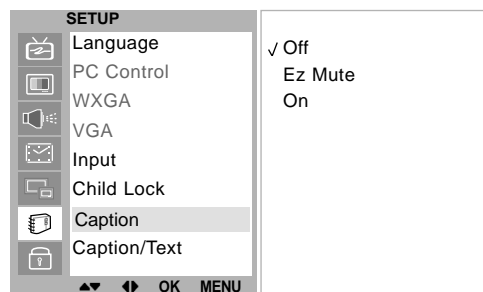 SETUP
Language
PC Control
WXGA
VGA
Input
Child Lock
Caption
Caption/Text
OK MENU
√ Off
Ez Mute
On